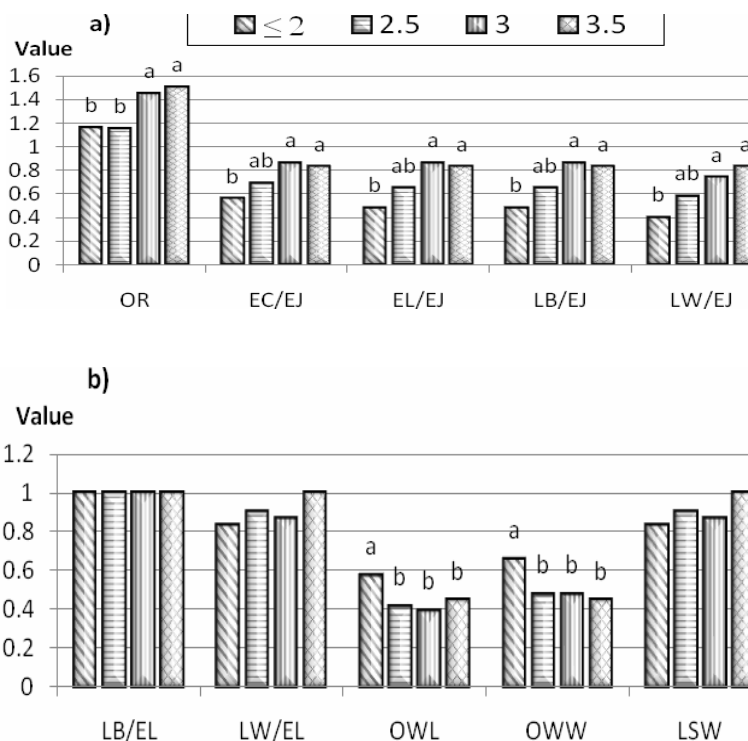 a)
≤ 2 2.5 3 3.5
Value
1.6
1.4
1.2
1
0.8
0.6
0.4
0.2
0
b b a a
b ab a a
b ab a a
b ab a a
b ab a a
OR EC/EJ EL/EJ LB/EJ LW/EJ
b)
Value
1.2
1
0.8
0.6
0.4
0.2
0
a b b b
a b b b
LB/EL LW/EL OWL OWW LSW